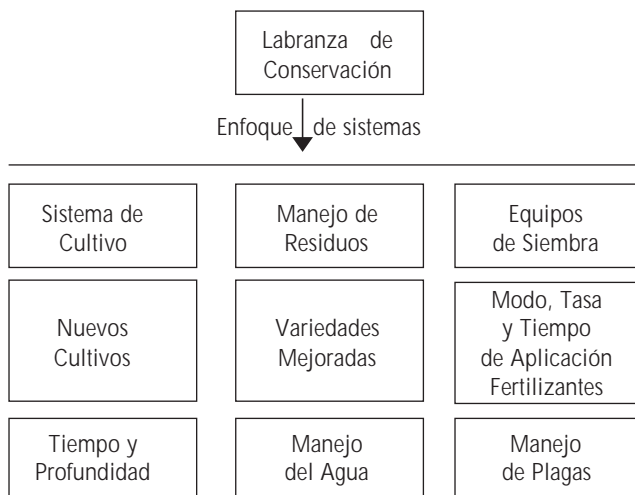 Labranza de
Conservación
Enfoque de sistemas
Sistema de
Cultivo
Manejo de
Residuos
Equipos
de Siembra
Nuevos
Cultivos
Variedades
Mejoradas
Modo, Tasa
y Tiempo
de Aplicación
Fertilizantes
Tiempo y
Profundidad
Manejo
del Agua
Manejo
de Plagas